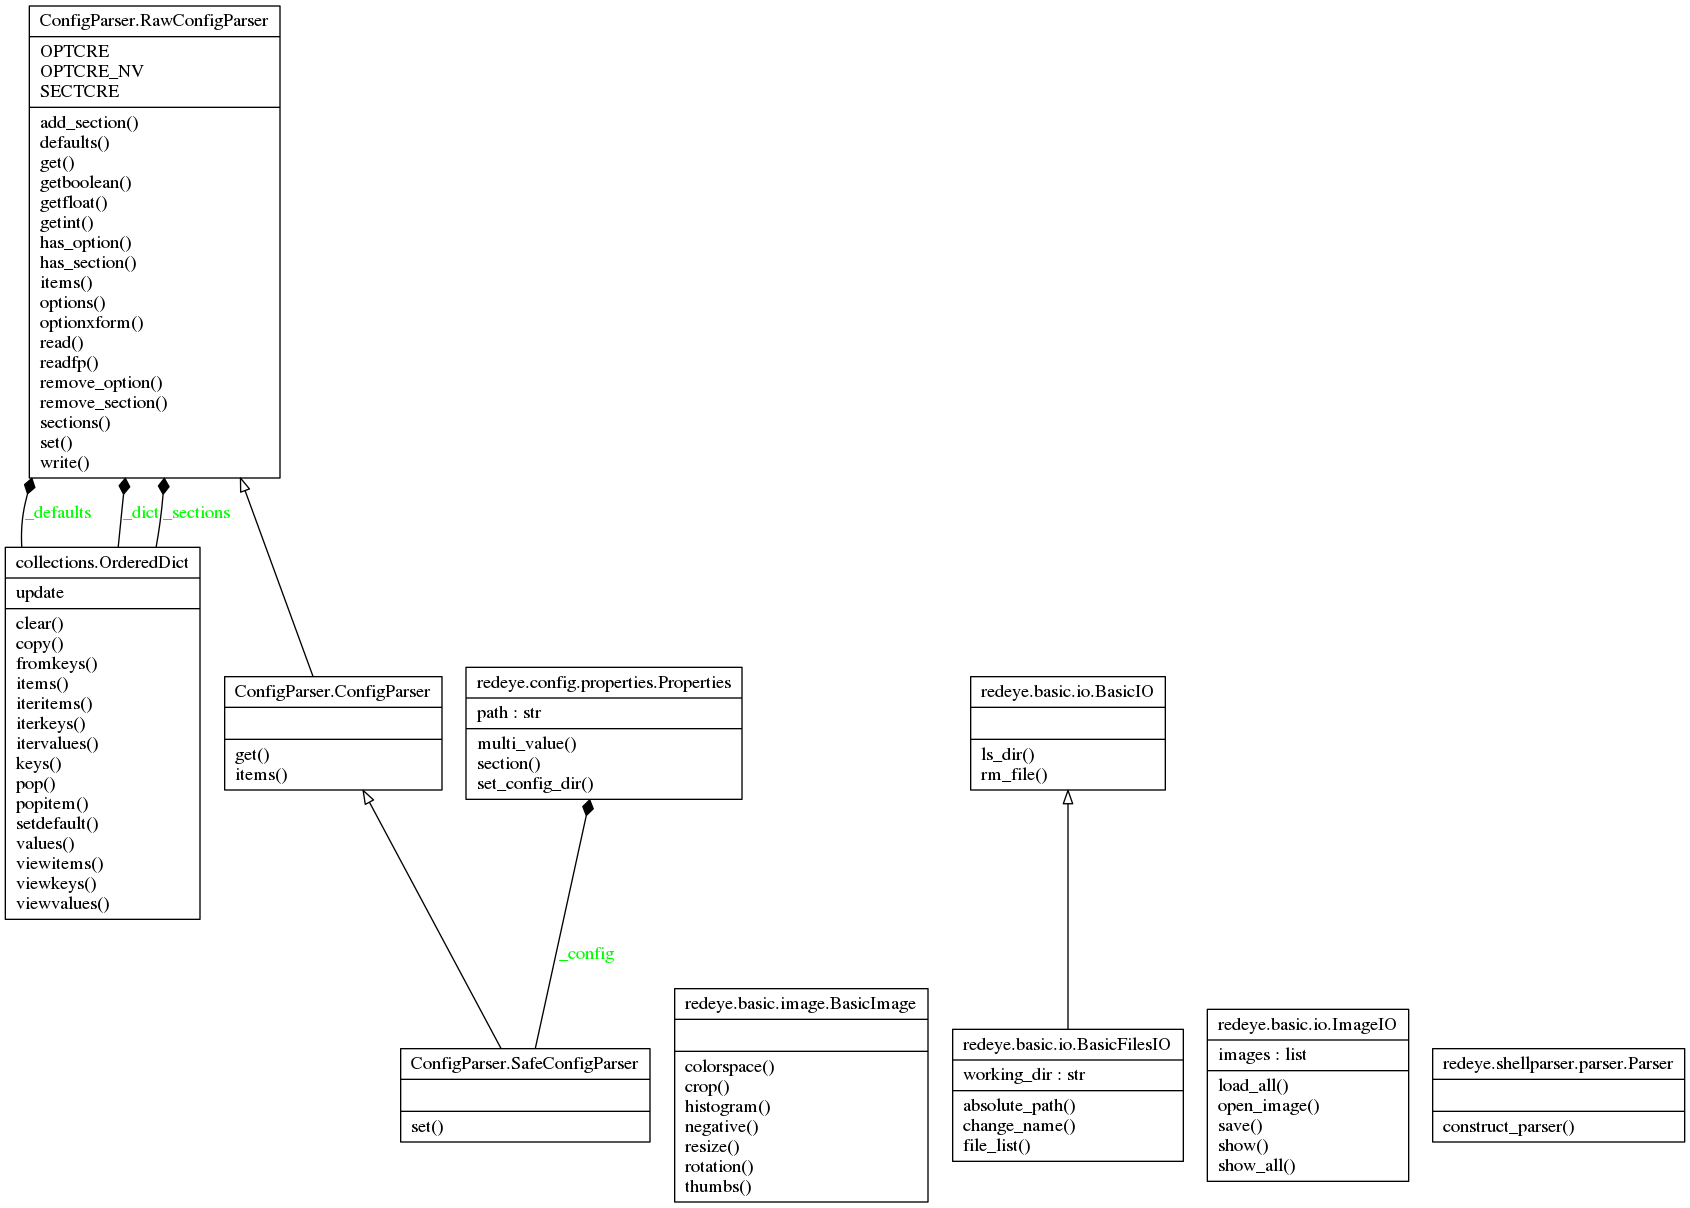 ConfigParser.RawConfigParser
OPTCRE
OPTCRE_NV
SECTCRE
add_section()
defaults()
get()
getboolean()
getfloat()
getint()
has_option()
has_section()
items()
options()
optionxform()
read()
readfp()
remove_option()
remove_section()
sections()
set()
write()
_defaults
_dict
_sections
collections.OrderedDict
update
clear()
copy()
fromkeys()
items()
iteritems()
iterkeys()
itervalues()
keys()
pop()
popitem()
setdefault()
values()
viewitems()
viewkeys()
viewvalues()
ConfigParser.ConfigParser
get()
items()
redeye.config.properties.Properties
path : str
multi_value()
section()
set_config_dir()
redeye.basic.io.BasicIO
ls_dir()
rm_file()
_config
ConfigParser.SafeConfigParser
set()
redeye.basic.image.BasicImage
colorspace()
crop()
histogram()
negative()
resize()
rotation()
thumbs()
redeye.basic.io.BasicFilesIO
working_dir : str
absolute_path()
change_name()
file_list()
redeye.basic.io.ImageIO
images : list
load_all()
open_image()
save()
show()
show_all()
redeye.shellparser.parser.Parser
construct_parser()